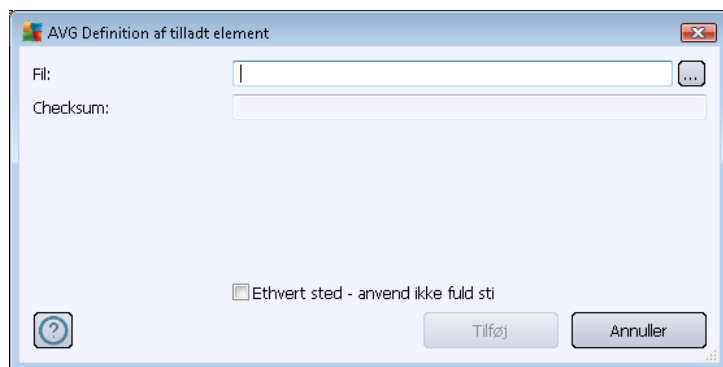 AVG Definition af tilladt element
Fil:
...
Checksum:
Ethvert sted - anvend ikke fuld sti
?
Tilføj
Annuller